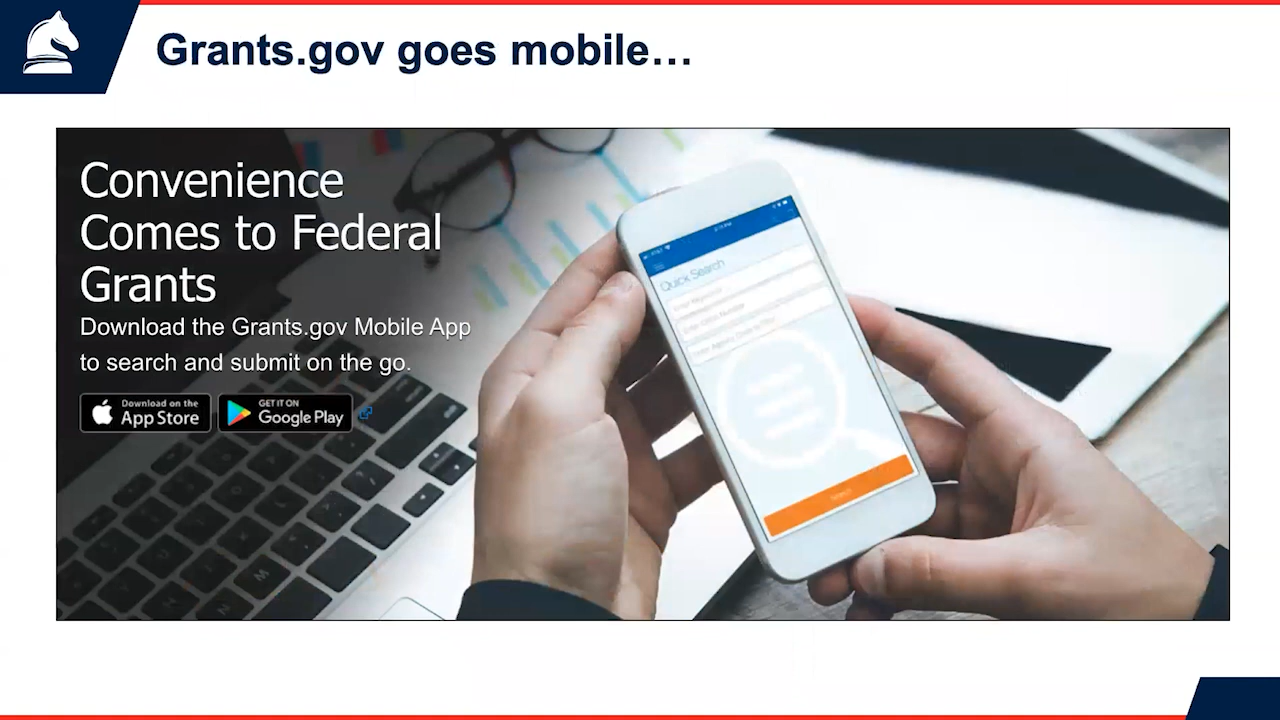 Grants.gov goes mobile…
Convenience
Comes to Federal
Grants
Download the Grants.gov Mobile App
to search and submit on the go.
Download on the
App Store
GET IT ON
Google Play
Quick Search
Search